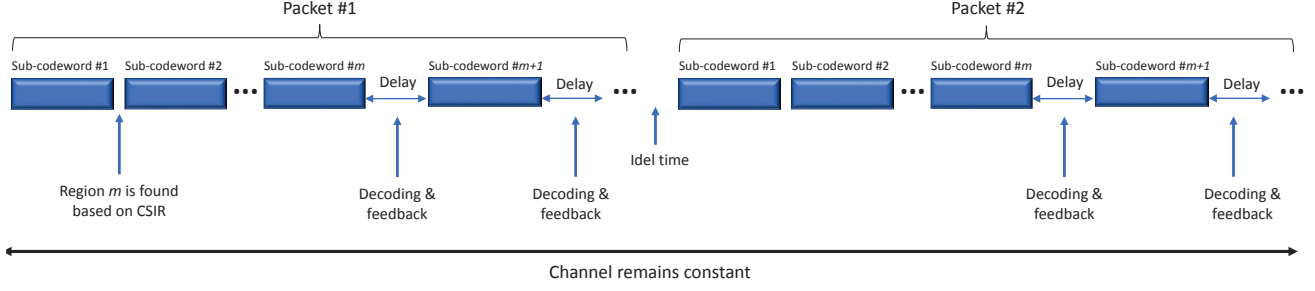 Packet #1
Packet #2
Sub-codeword #1
Sub-codeword #2
Sub-codeword #m
Delay
Sub-codeword #m+1
Delay
Sub-codeword #1
Sub-codeword #2
Sub-codeword #m
Delay
Sub-codeword #m+1
Delay
Idel time
Region m is found
based on CSIR
Decoding &
feedback
Decoding &
feedback
Decoding &
feedback
Decoding &
feedback
Channel remains constant